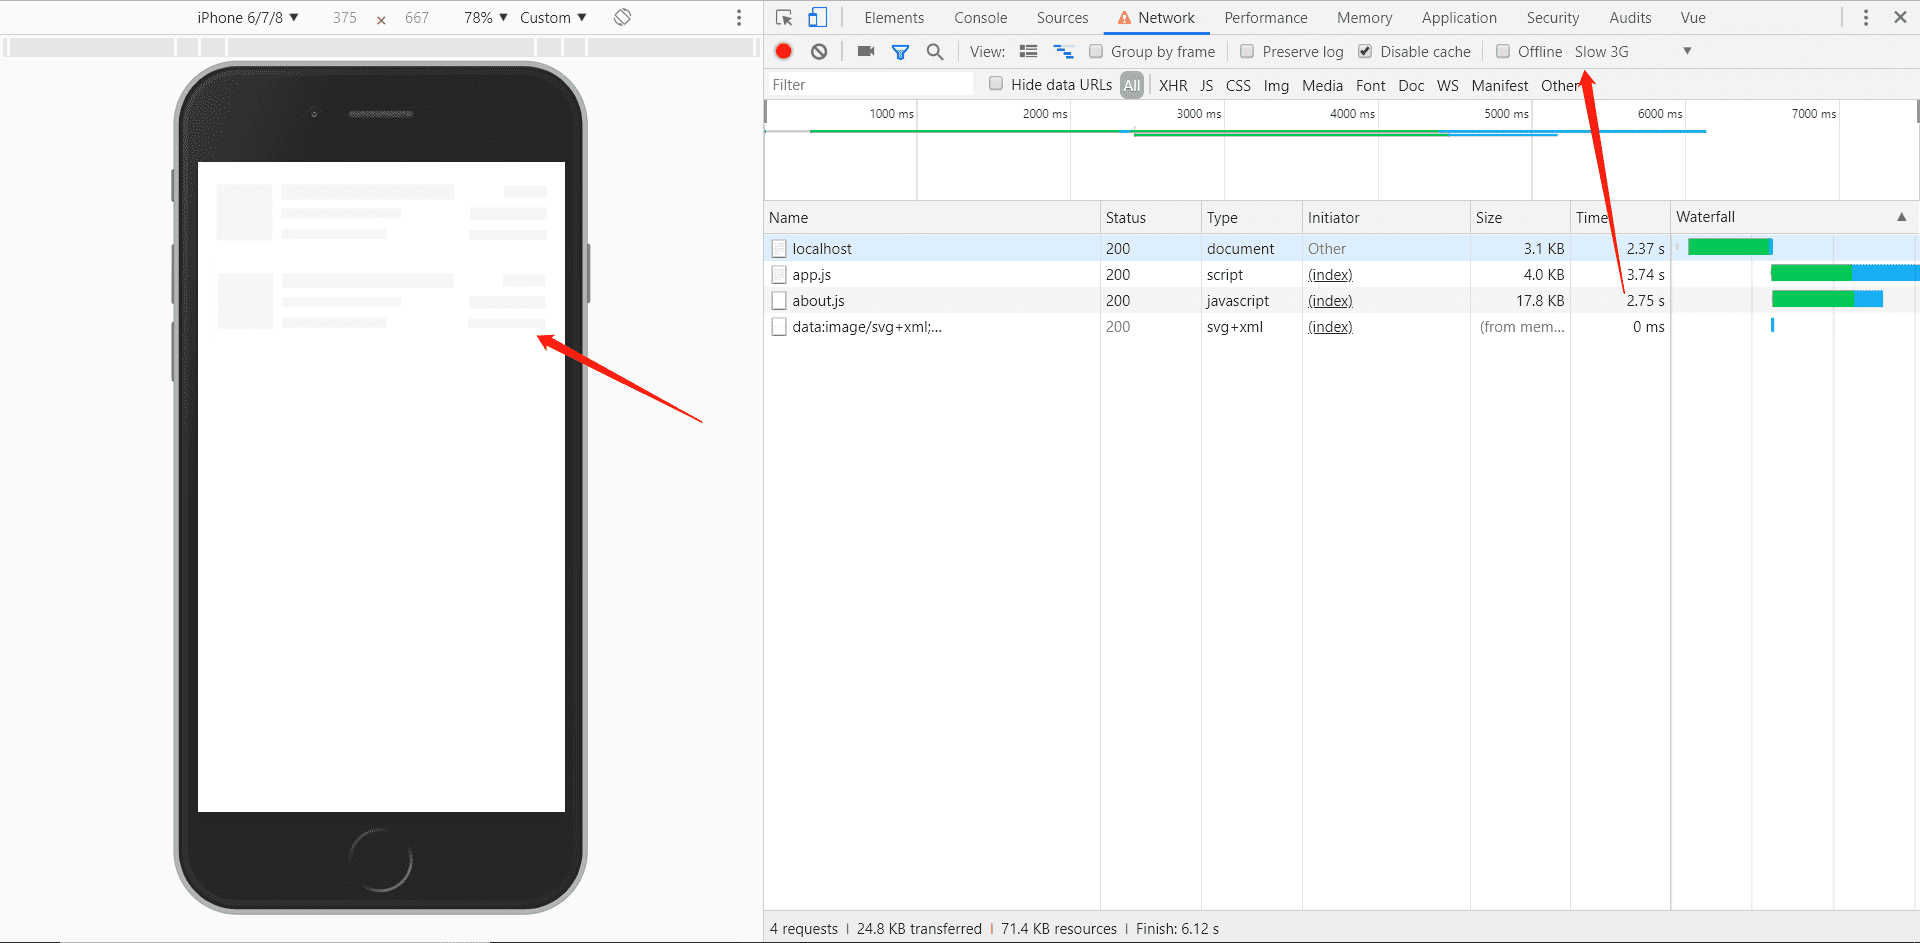 iPhone 6/7/8 ▼ 375 × 667 78% ▼ Custom ▼
Elements Console Sources Network Performance Memory Application Security Audits Vue
View: Group by frame Preserve log Disable cache Offline Slow 3G ▼
Filter Hide data URLs All XHR JS CSS Img Media Font Doc WS Manifest Other
1000 ms 2000 ms 3000 ms 4000 ms 5000 ms 6000 ms 7000 ms
Name Status Type Initiator Size Time Waterfall ▲
localhost 200 document Other 3.1 KB 2.37 s
app.js 200 script (index) 4.0 KB 3.74 s
about.js 200 javascript (index) 17.8 KB 2.75 s
data:image/svg+xml;... 200 svg+xml (index) (from mem... 0 ms
4 requests | 24.8 KB transferred | 71.4 KB resources | Finish: 6.12 s